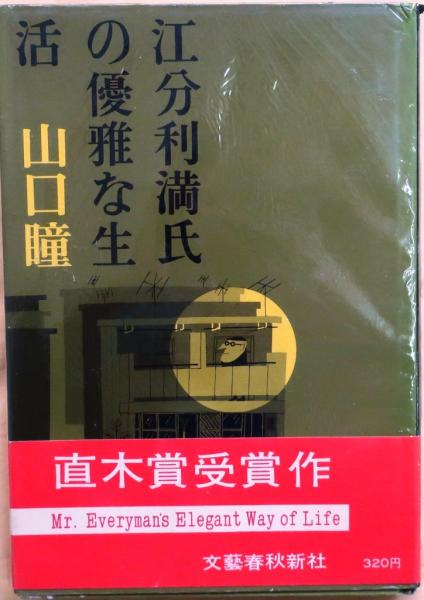 江分利満氏
の優雅な生
活
山口瞳
直木賞受賞作
Mr. Everyman's Elegant Way of Life
文藝春秋新社
320円